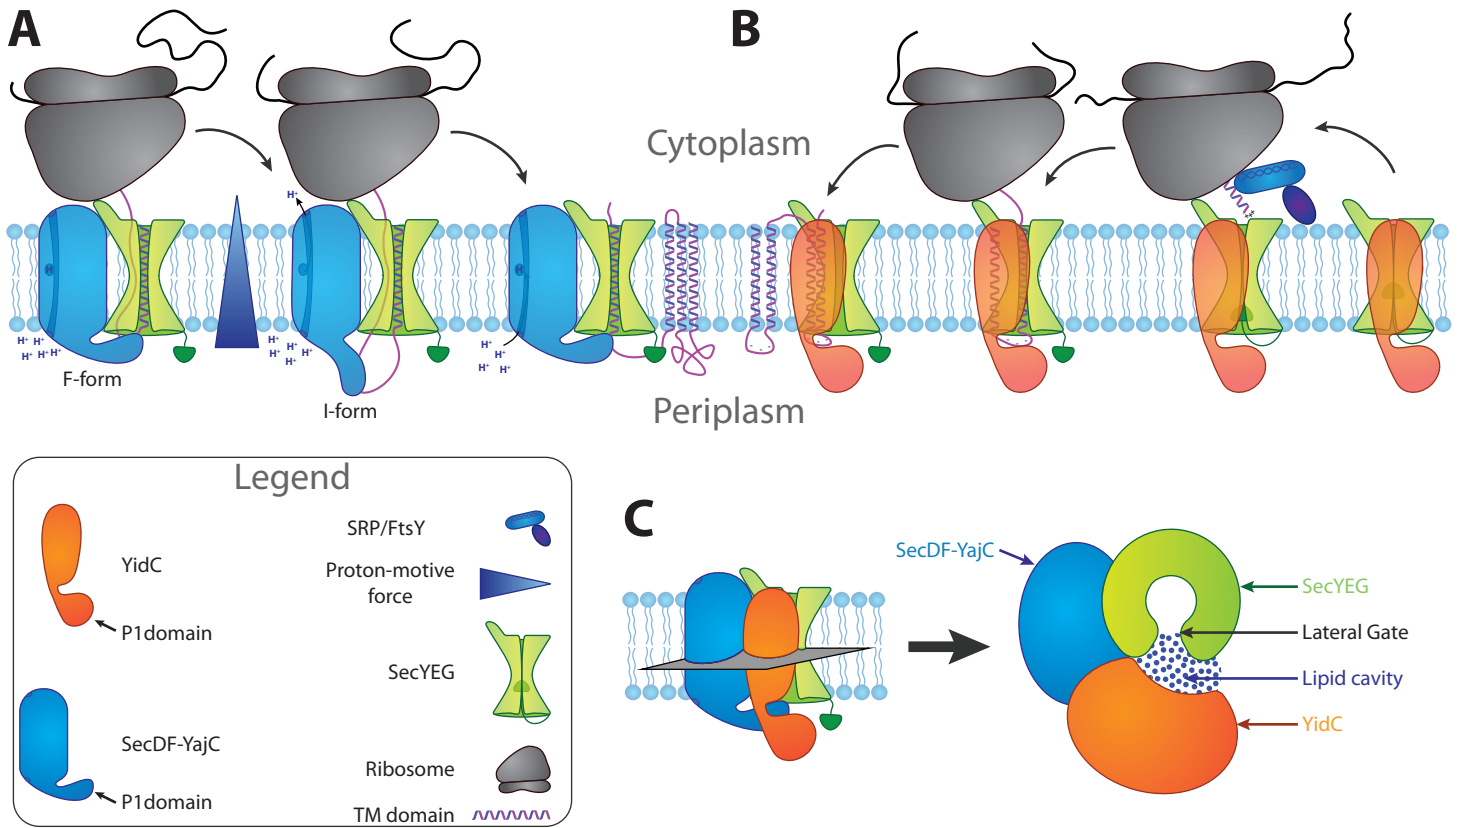 A
B
Cytoplasm
H⁺
H
H⁺ H⁺
H⁺ H⁺ H⁺
F-form
H⁺
H⁺ H⁺
H⁺ H⁺
I-form
H⁺
H⁺
H⁺ H⁺
Periplasm
Legend
YidC
P1domain
SecDF-YajC
P1domain
SRP/FtsY
Proton-motive
force
SecYEG
Ribosome
TM domain
C
SecDF-YajC
SecYEG
Lateral Gate
Lipid cavity
YidC